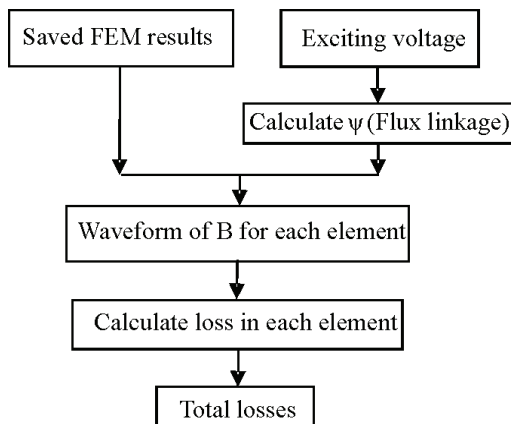 Saved FEM results
Exciting voltage
Calculate ψ (Flux linkage)
Waveform of B for each element
Calculate loss in each element
Total losses